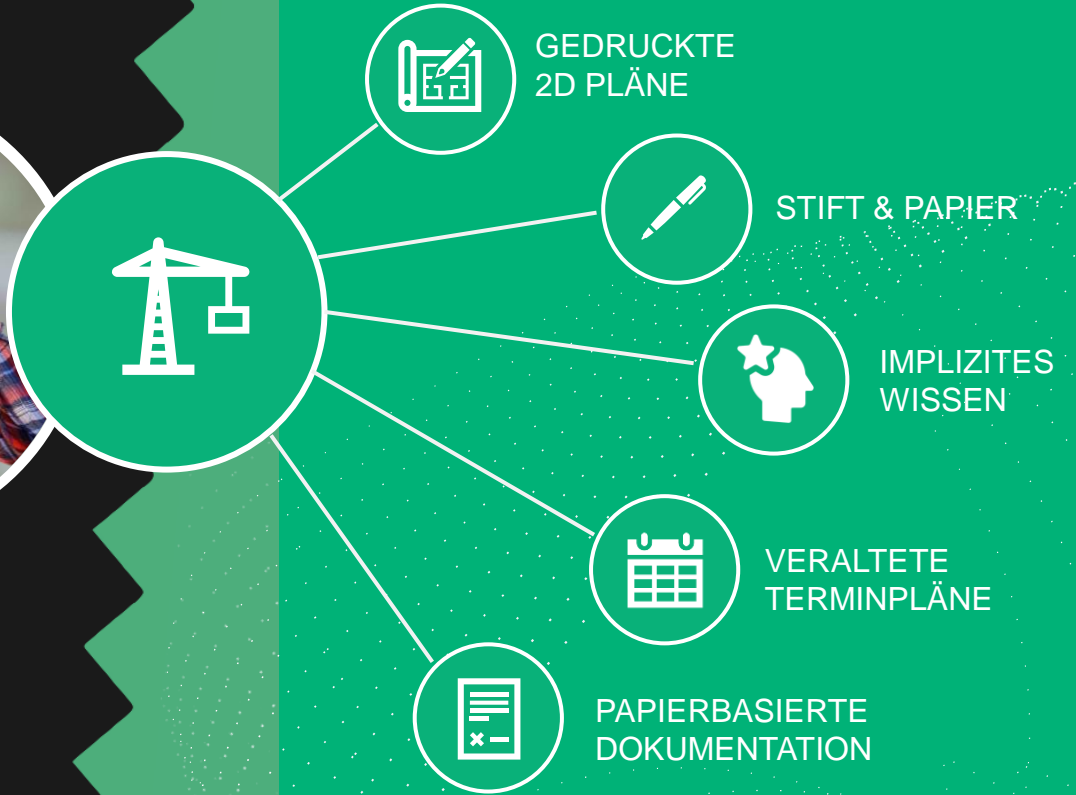 GEDRUCKTE
2D PLÄNE
STIFT & PAPIER
IMPLIZITES
WISSEN
VERALTETE
TERMINPLÄNE
PAPIERBASIERTE
DOKUMENTATION